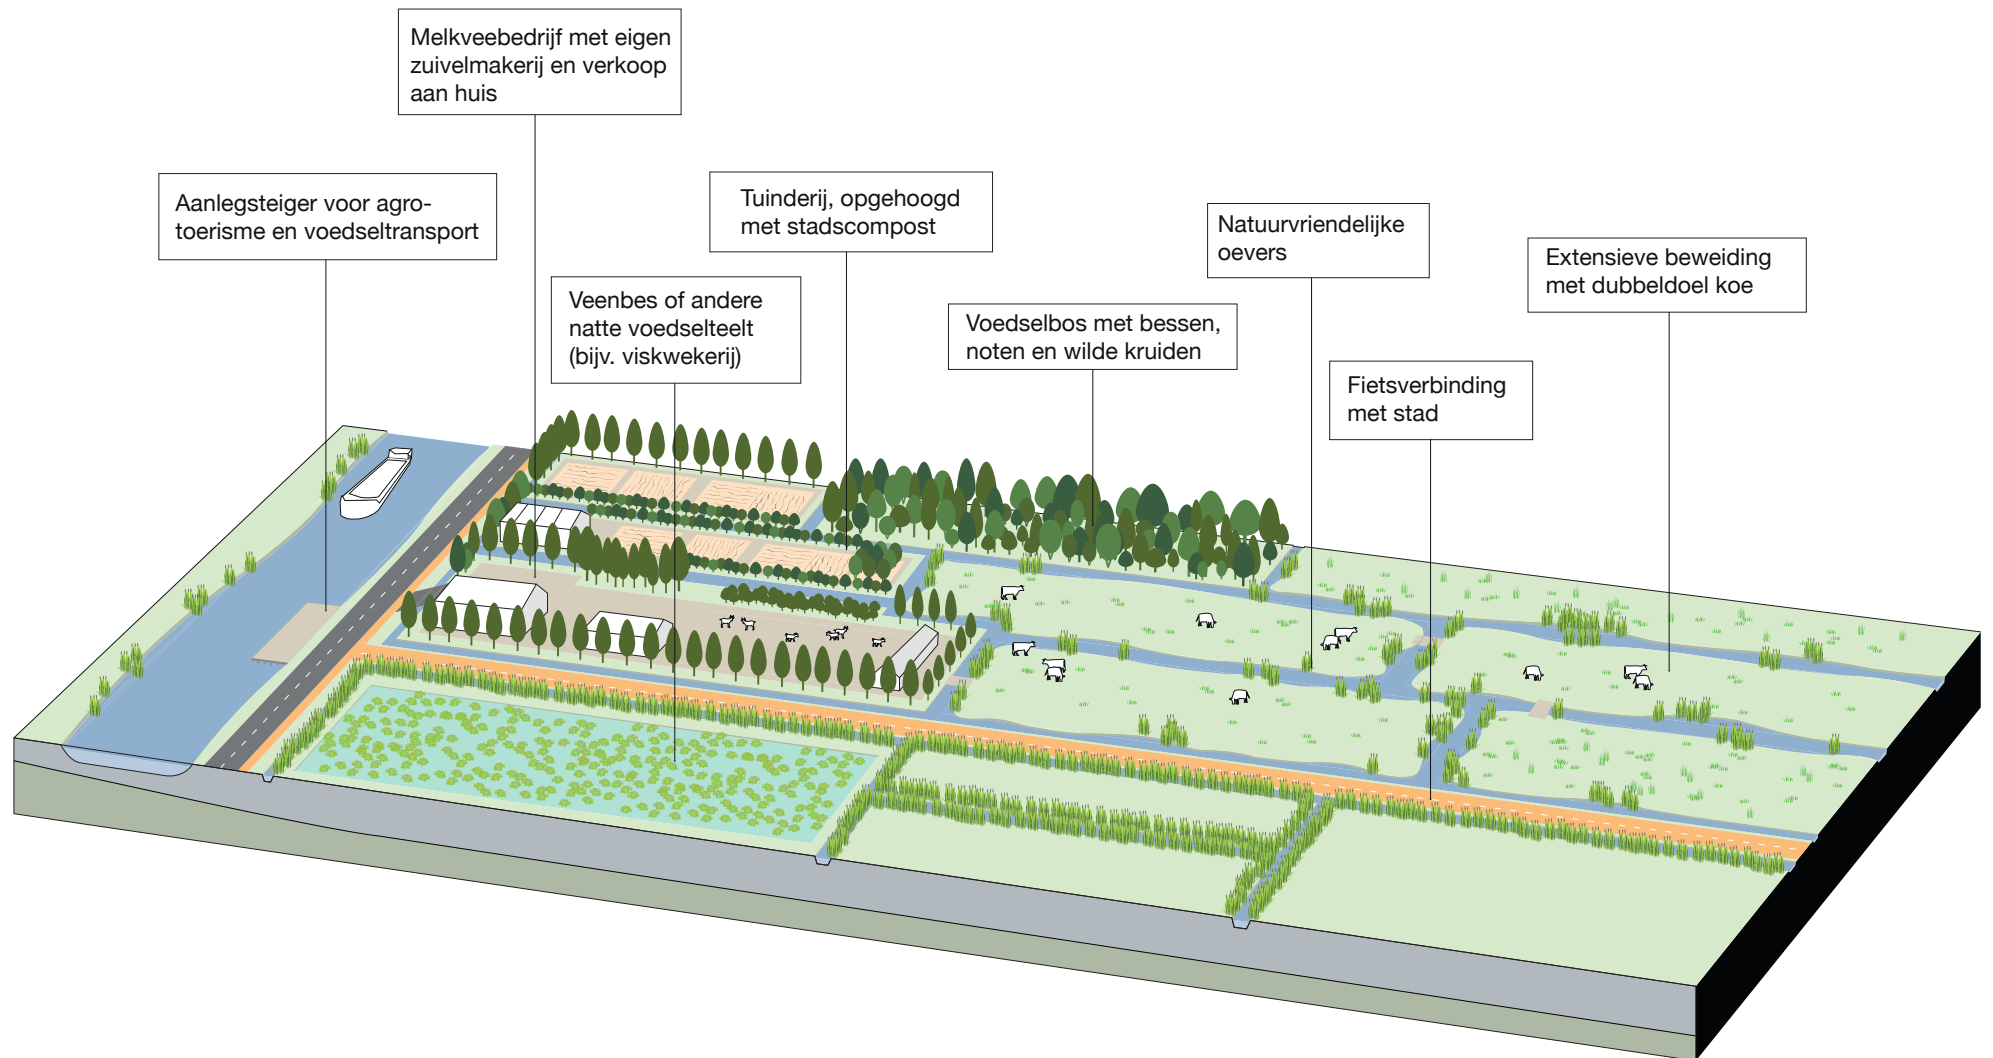 Melkveebedrijf met eigen
zuivelmakerij en verkoop
aan huis
Aanlegsteiger voor agro-
toerisme en voedseltransport
Tuinderij, opgehoogd
met stadscompost
Natuurvriendelijke
oevers
Extensieve beweiding
met dubbeldoel koe
Veenbes of andere
natte voedselteelt
(bijv. viskwekerij)
Voedselbos met bessen,
noten en wilde kruiden
Fietsverbinding
met stad